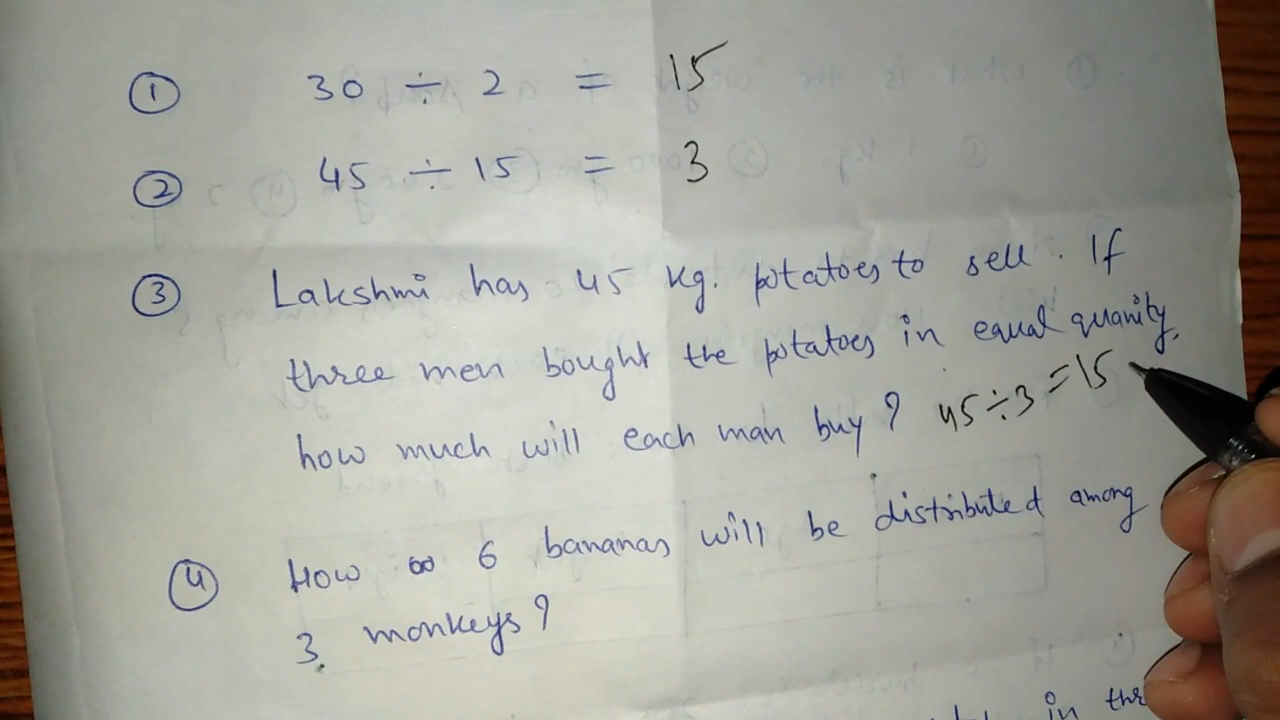 ① 30 ÷ 2 = 15
② 45 ÷ 15 = 3
③ Lakshmi has 45 kg. potatoes to sell. If
three men bought the potatoes in equal quanity,
how much will each man buy? 45÷3=15
④ How 6 bananas will be distributed among
3 monkeys?
in